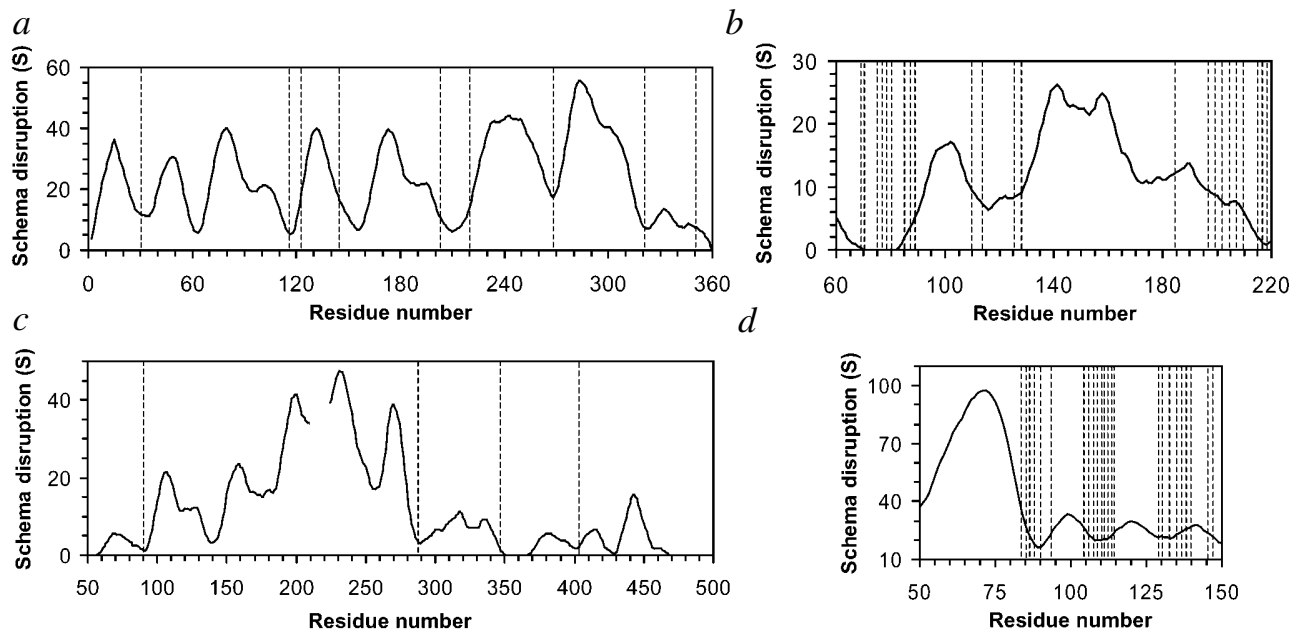 a
Schema disruption (S)
60
40
20
0
0 60 120 180 240 300 360
Residue number
b
Schema disruption (S)
30
20
10
0
60 100 140 180 220
Residue number
c
Schema disruption (S)
40
20
0
50 100 150 200 250 300 350 400 450 500
Residue number
d
Schema disruption (S)
100
70
40
10
50 75 100 125 150
Residue number